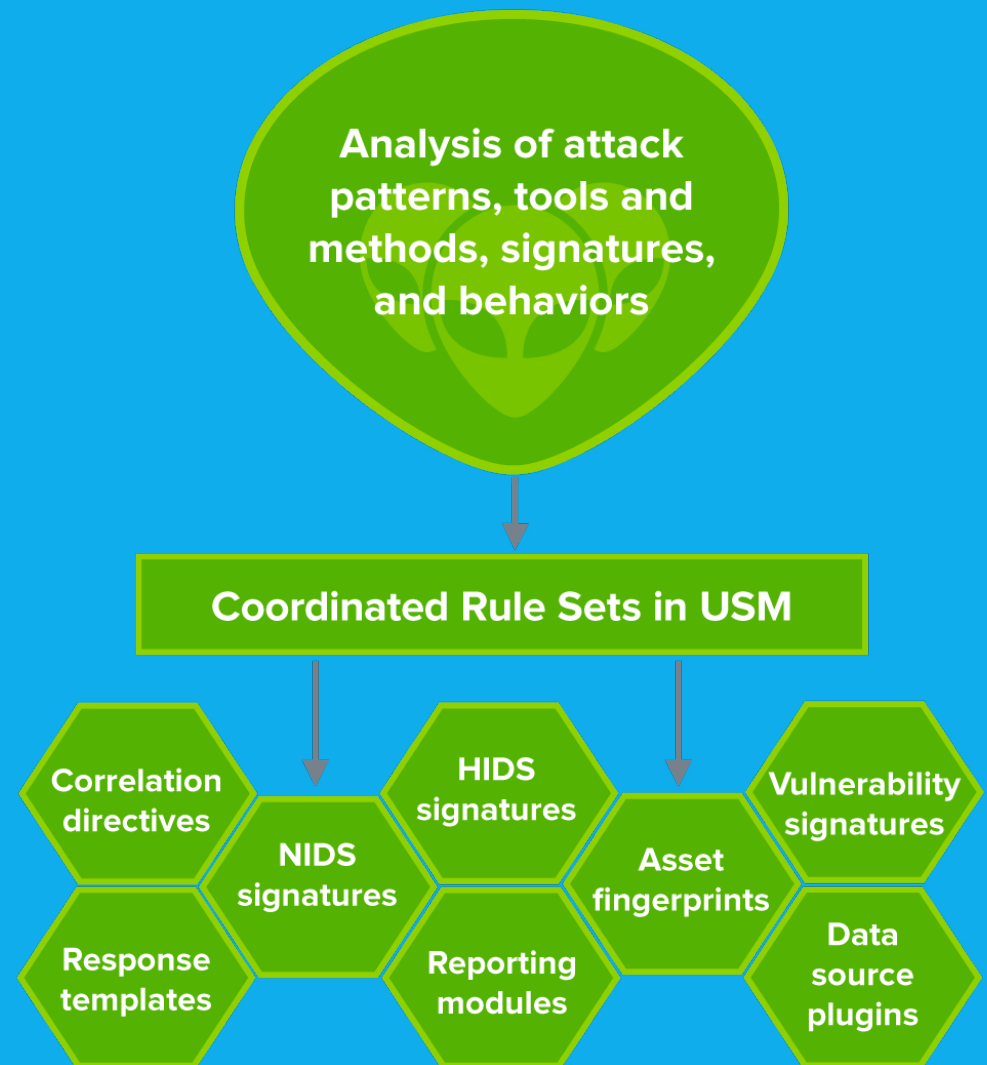 Analysis of attack
patterns, tools and
methods, signatures,
and behaviors
Coordinated Rule Sets in USM
Correlation
directives
NIDS
signatures
HIDS
signatures
Asset
fingerprints
Vulnerability
signatures
Response
templates
Reporting
modules
Data
source
plugins